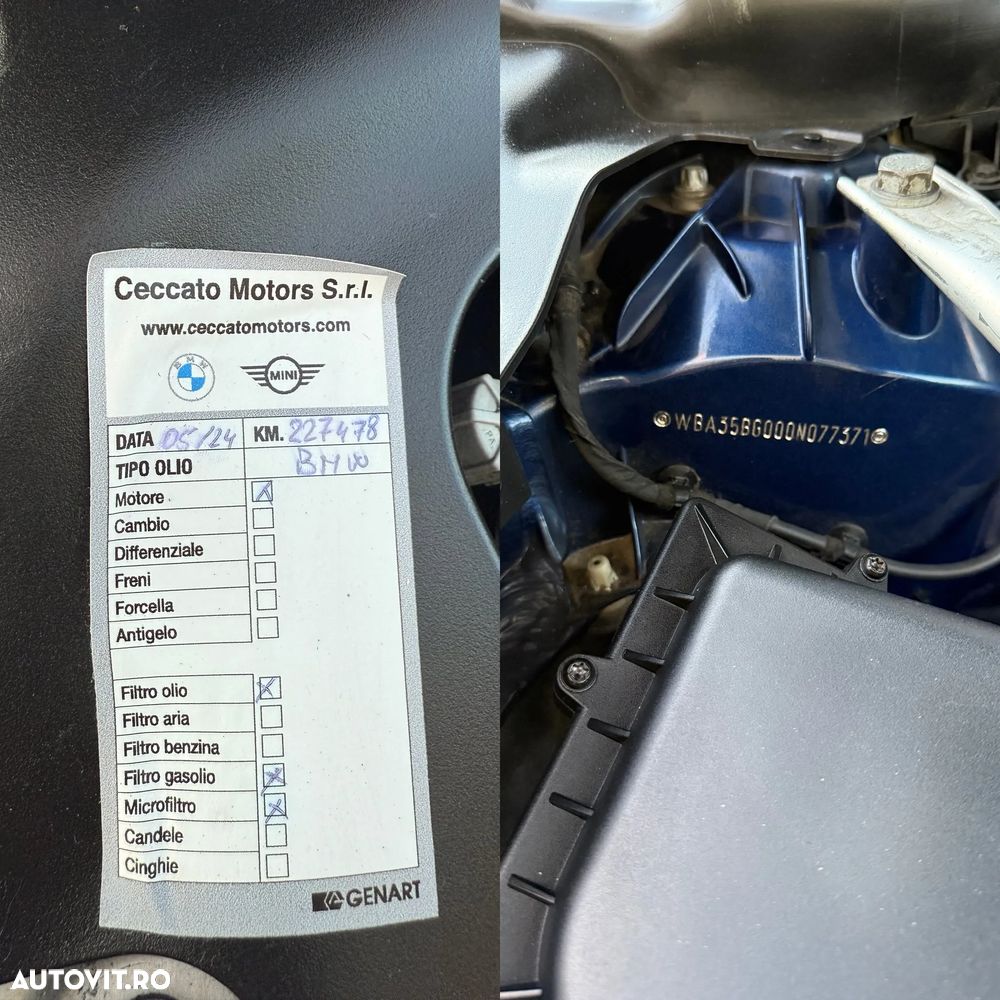 Ceccato Motors S.r.l.
www.ceccatomotors.com
BMW
MINI
DATA 05/24 KM. 227478
TIPO OLIO BMW
Motore
Cambio
Differenziale
Freni
Forcella
Antigelo
Filtro olio
Filtro aria
Filtro benzina
Filtro gasolio
Microfiltro
Candele
Cinghie
GENART
WBA35BG000N077371
AUTOVIT.RO